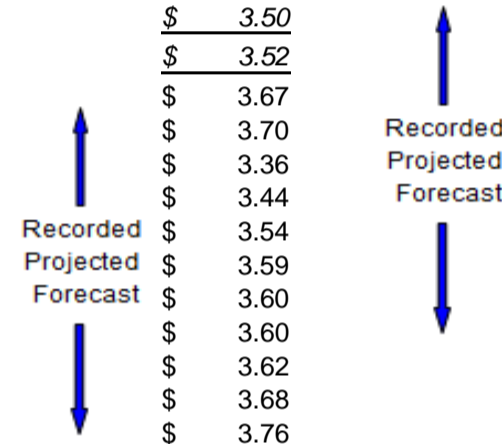 $ 3.50
$ 3.52
$ 3.67
$ 3.70
$ 3.36
$ 3.44
$ 3.54
$ 3.59
$ 3.60
$ 3.60
$ 3.62
$ 3.68
$ 3.76
Recorded
Projected
Forecast
Recorded
Projected
Forecast